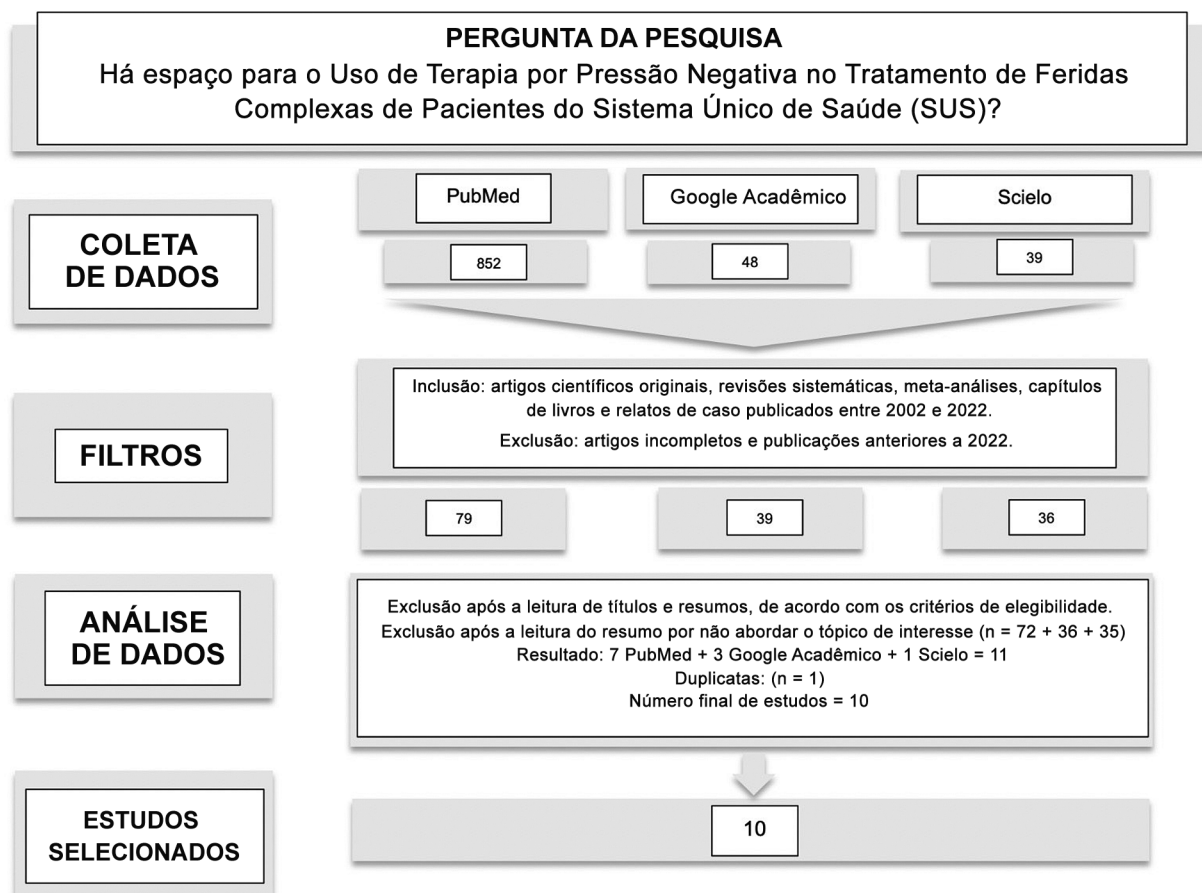 PERGUNTA DA PESQUISA
Há espaço para o Uso de Terapia por Pressão Negativa no Tratamento de Feridas
Complexas de Pacientes do Sistema Único de Saúde (SUS)?
COLETA
DE DADOS
PubMed
Google Acadêmico
Scielo
852
48
39
FILTROS
Inclusão: artigos científicos originais, revisões sistemáticas, meta-análises, capítulos
de livros e relatos de caso publicados entre 2002 e 2022.
Exclusão: artigos incompletos e publicações anteriores a 2022.
79
39
36
ANÁLISE
DE DADOS
Exclusão após a leitura de títulos e resumos, de acordo com os critérios de elegibilidade.
Exclusão após a leitura do resumo por não abordar o tópico de interesse (n = 72 + 36 + 35)
Resultado: 7 PubMed + 3 Google Acadêmico + 1 Scielo = 11
Duplicatas: (n = 1)
Número final de estudos = 10
ESTUDOS
SELECIONADOS
10